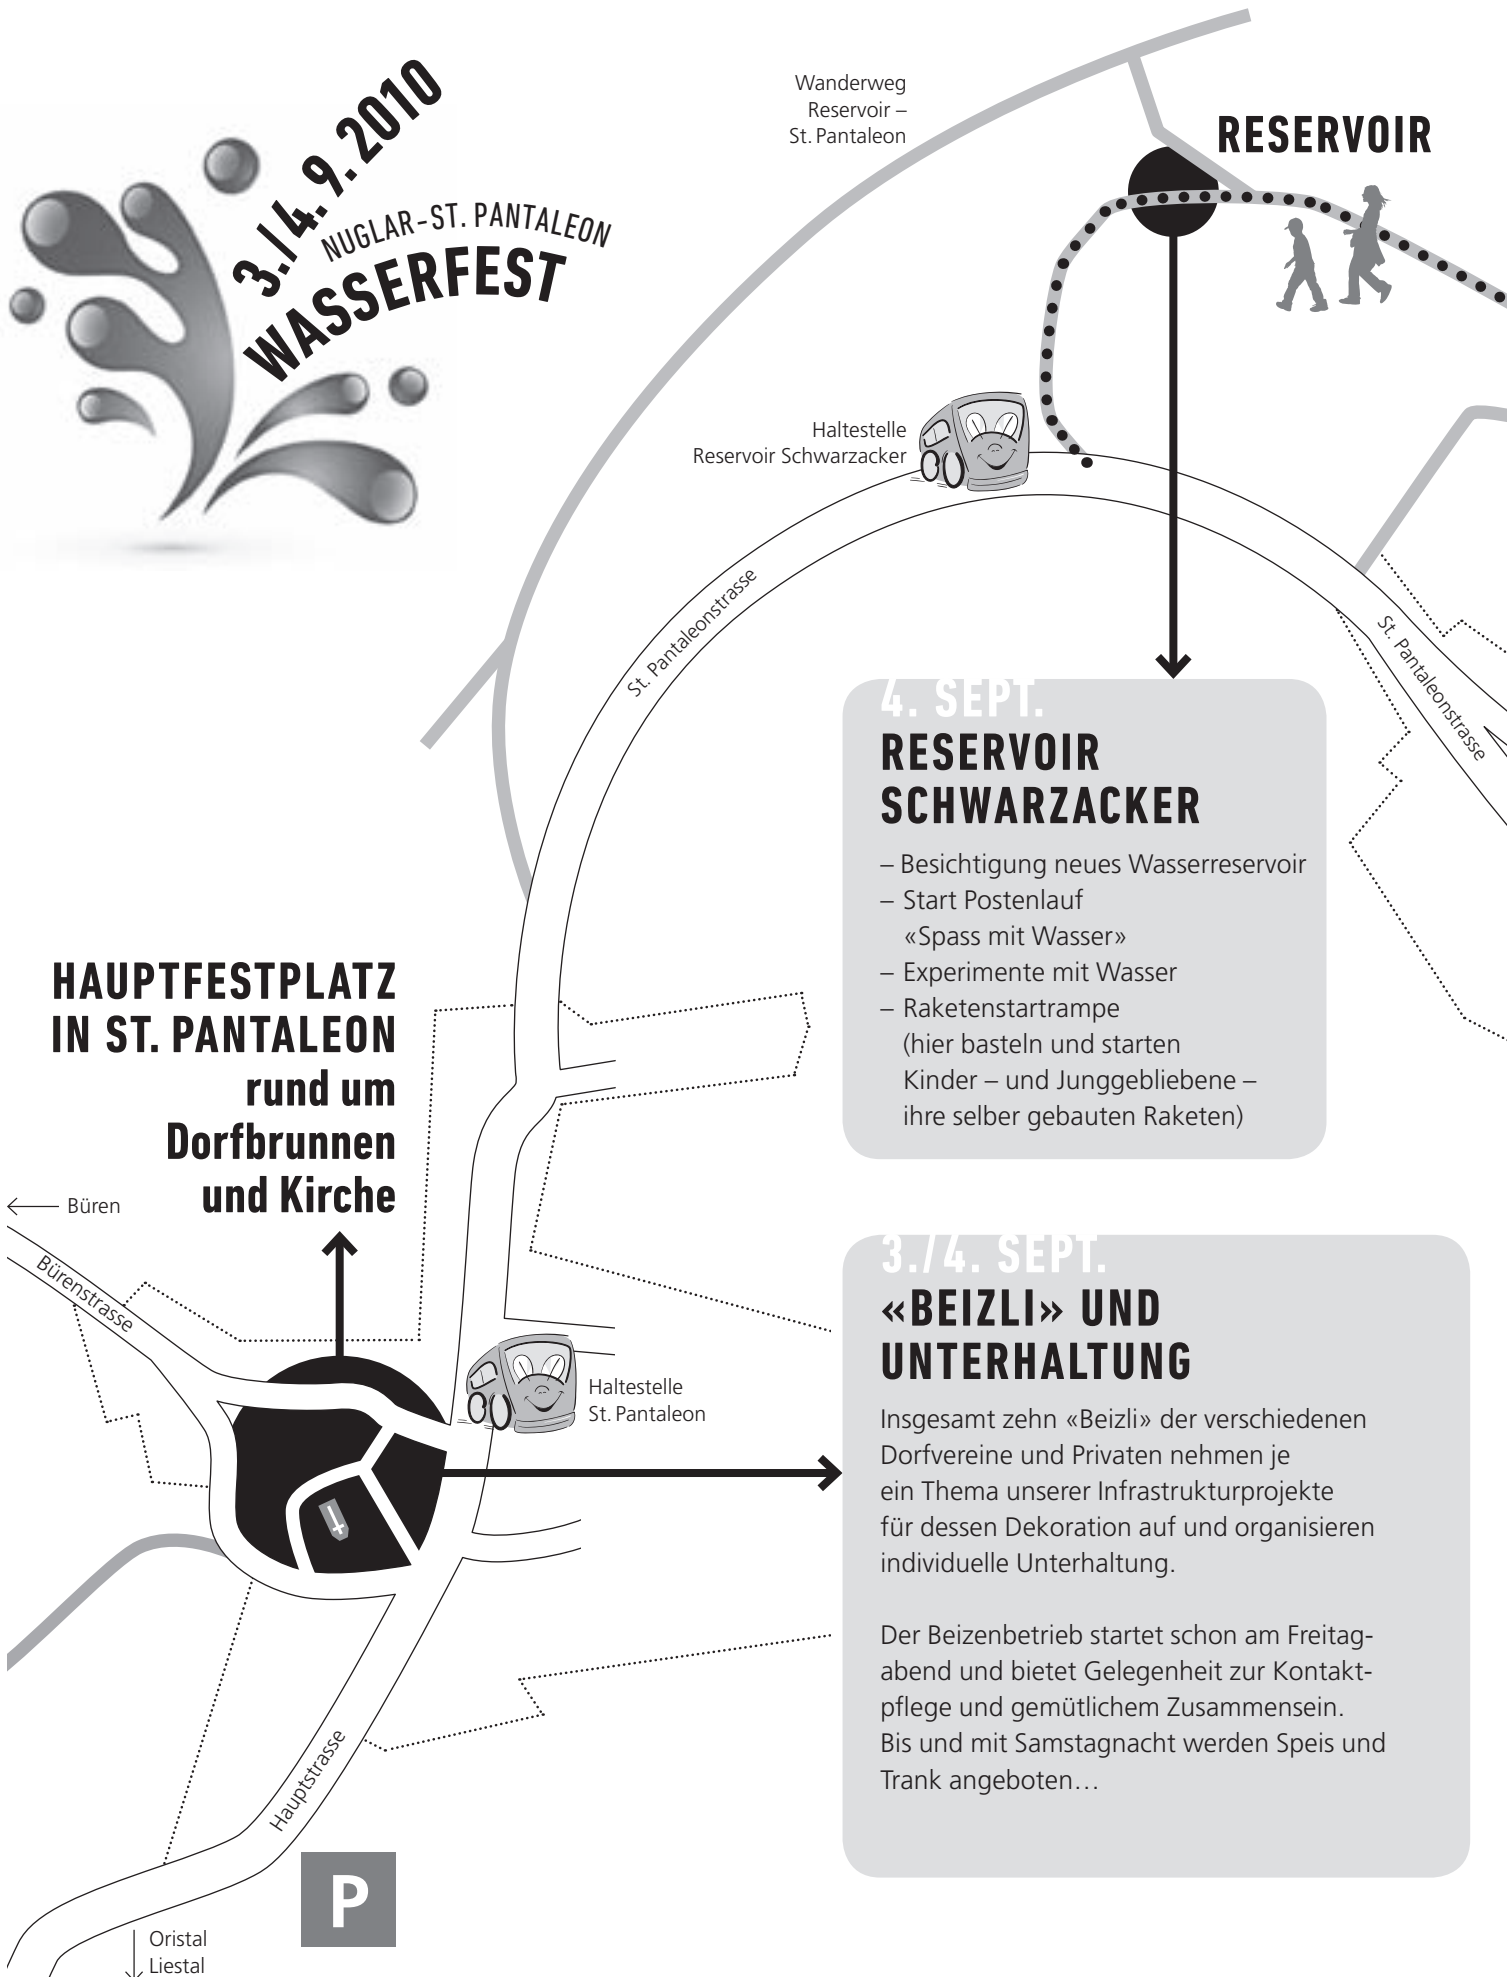 3./4. 9. 2010
NUGLAR-ST. PANTALEON
WASSERFEST
Wanderweg
Reservoir –
St. Pantaleon
RESERVOIR
Haltestelle
Reservoir Schwarzacker
St. Pantaleonstrasse
St. Pantaleonstrasse
4. SEPT.
RESERVOIR
SCHWARZACKER
– Besichtigung neues Wasserreservoir
– Start Postenlauf
«Spass mit Wasser»
– Experimente mit Wasser
– Raketenstartrampe
(hier basteln und starten
Kinder – und Junggebliebene –
ihre selber gebauten Raketen)
HAUPTFESTPLATZ
IN ST. PANTALEON
rund um
Dorfbrunnen
und Kirche
Büren
Bürenstrasse
Haltestelle
St. Pantaleon
3./4. SEPT.
«BEIZLI» UND
UNTERHALTUNG
Insgesamt zehn «Beizli» der verschiedenen
Dorfvereine und Privaten nehmen je
ein Thema unserer Infrastrukturprojekte
für dessen Dekoration auf und organisieren
individuelle Unterhaltung.
Der Beizenbetrieb startet schon am Freitag-
abend und bietet Gelegenheit zur Kontakt-
pflege und gemütlichem Zusammensein.
Bis und mit Samstagnacht werden Speis und
Trank angeboten…
Hauptstrasse
P
Oristal
Liestal